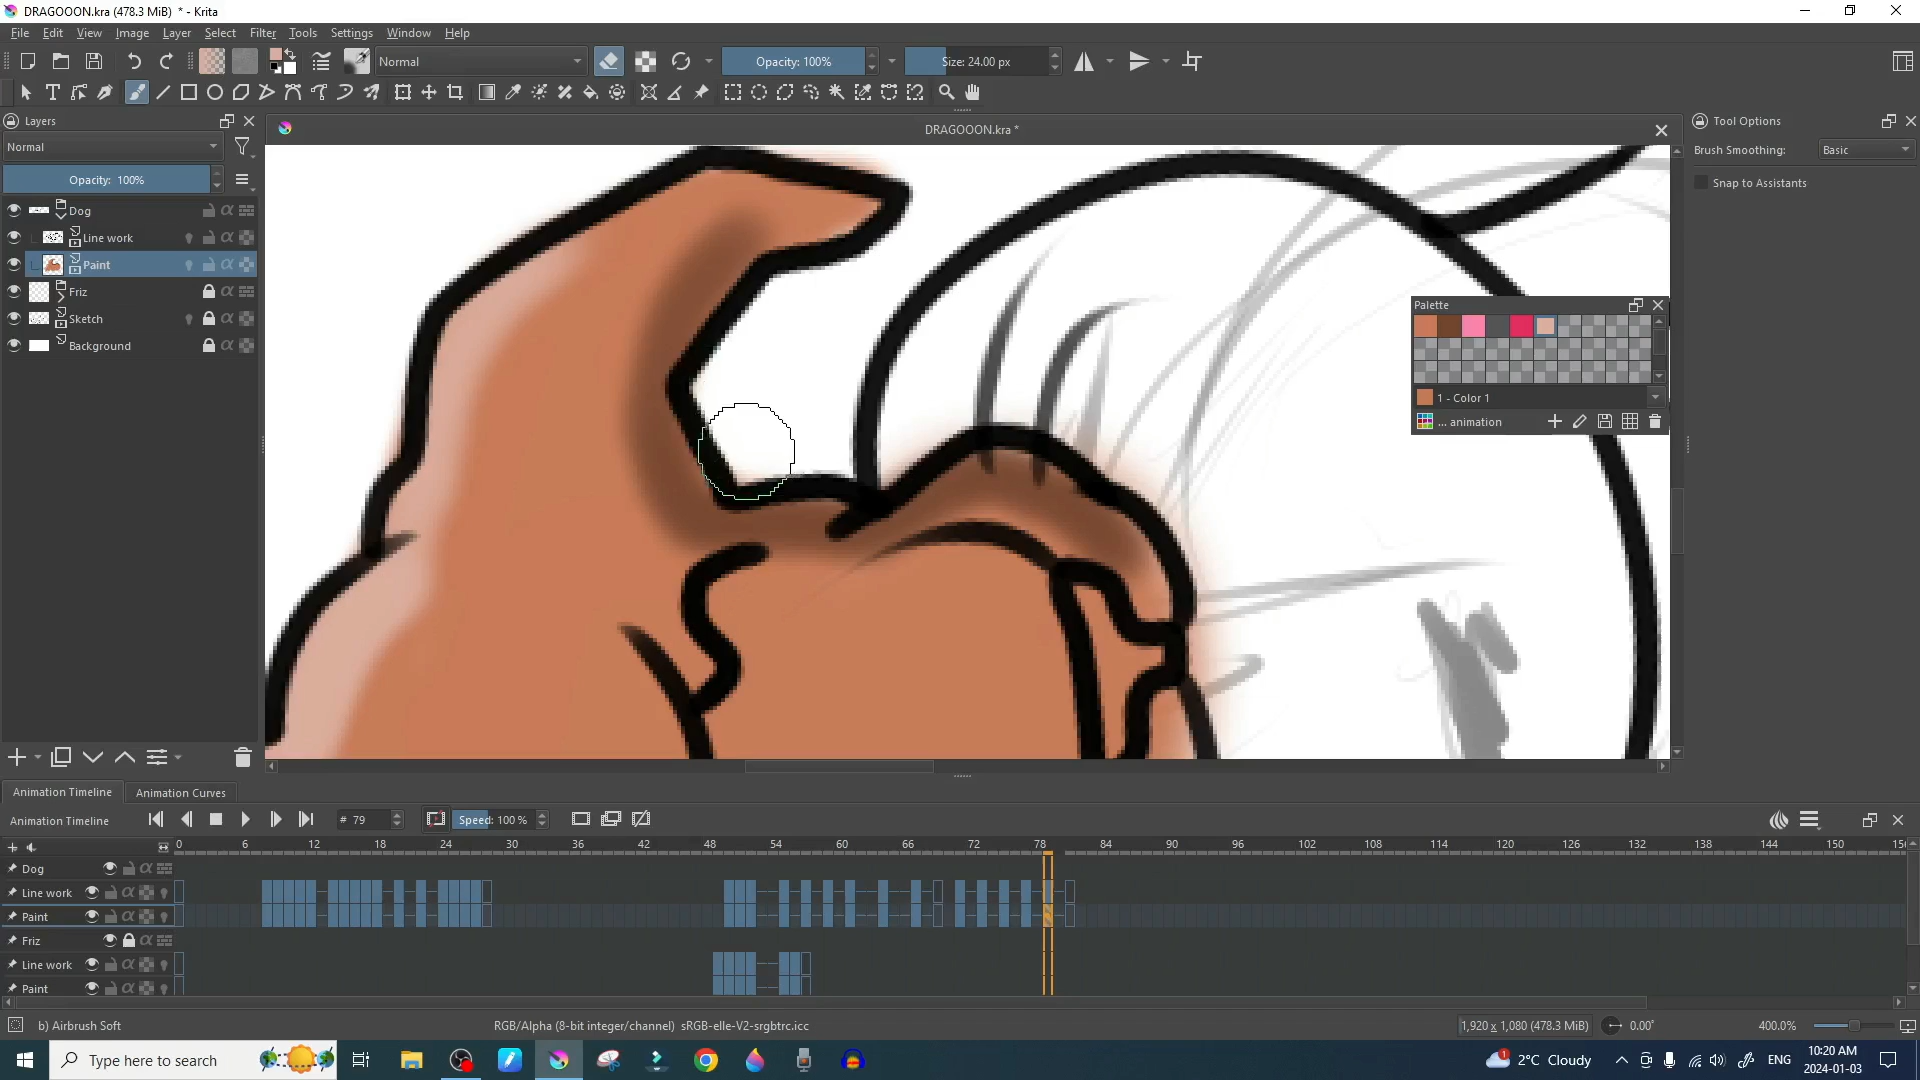 DRAGOOON.kra (478.3 MiB) * - Krita
File Edit View Image Layer Select Filter Tools Settings Window Help
Normal
Opacity: 100%
Size: 24.00 px
Layers
DRAGOOON.kra *
Tool Options
Normal
Brush Smoothing:
Basic
Opacity: 100%
Snap to Assistants
Dog
Line work
Paint
Friz
Sketch
Background
Palette
1 - Color 1
... animation
Animation Timeline
Animation Curves
Animation Timeline
# 79
Speed: 100 %
0 6 12 18 24 30 36 42 48 54 60 66 72 78 84 90 96 102 108 114 120 126 132 138 144 150
Dog
Line work
Paint
Friz
Line work
Paint
b) Airbrush Soft
RGB/Alpha (8-bit integer/channel) sRGB-elle-V2-srgbtrc.icc
1,920 x 1,080 (478.3 MiB)
0.00°
400.0%
Type here to search
1
2°C Cloudy
ENG
10:20 AM
2024-01-03